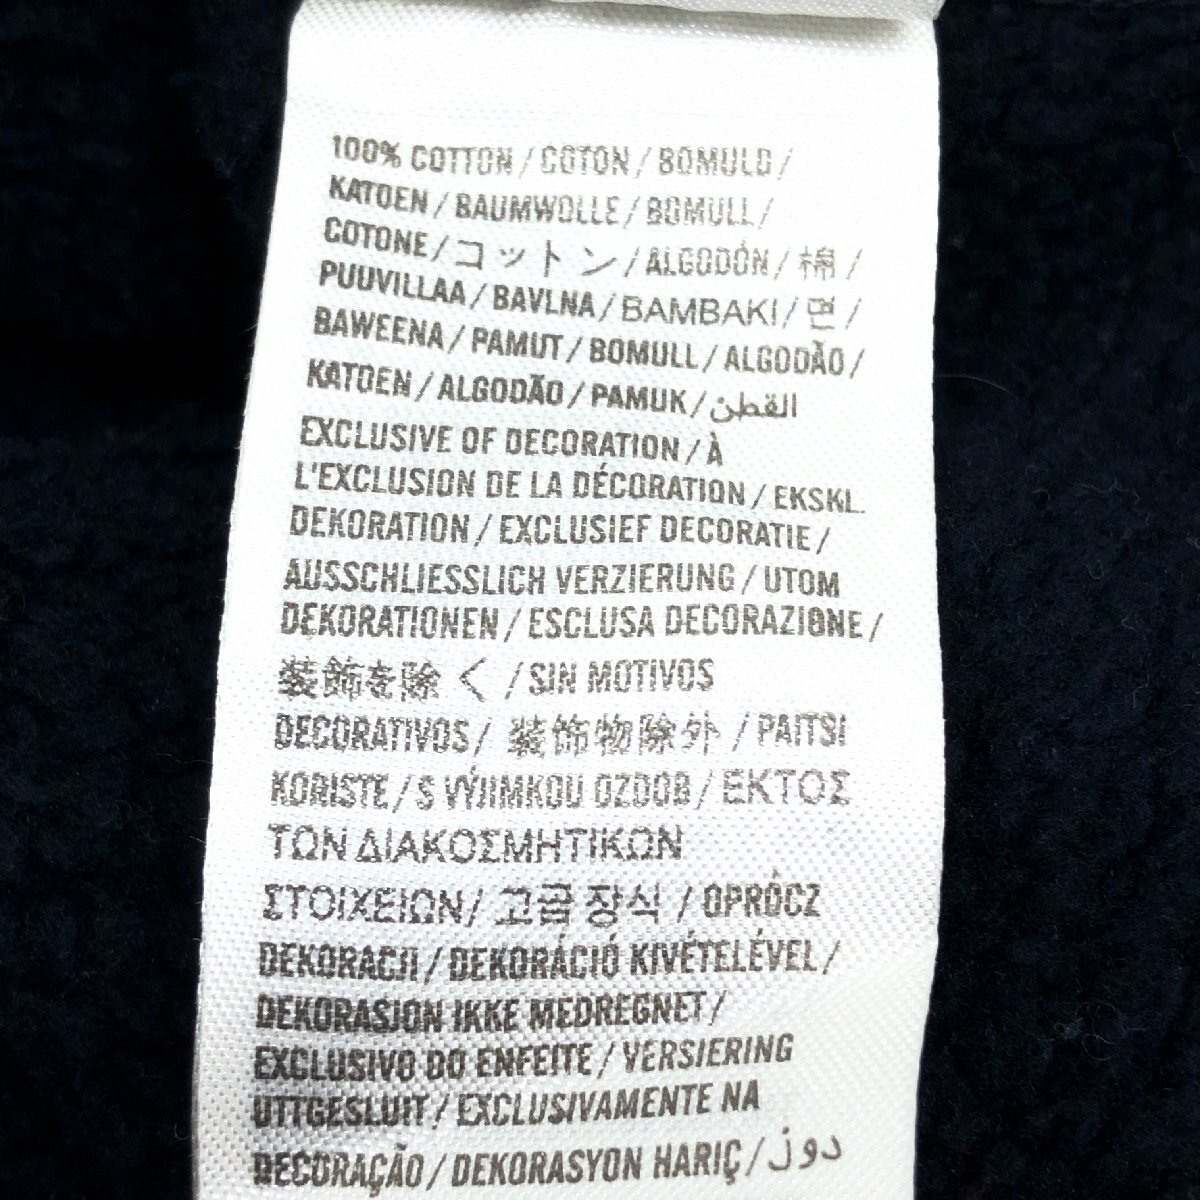 100% COTTON / COTON / BOMULD /
KATOEN / BAUMWOLLE / BOMULL /
COTONE / コットン / ALGODÓN / 棉 /
PUUVILLAA / BAVLNA / BAMBAKI / 면 /
BAWEENA / PAMUT / BOMULL / ALGODÃO /
KATOEN / ALGODÃO / PAMUK / القطن
EXCLUSIVE OF DECORATION / À
L'EXCLUSION DE LA DÉCORATION / EKSKL.
DEKORATION / EXCLUSIEF DECORATIE /
AUSSCHLIESSLICH VERZIERUNG / UTOM
DEKORATIONEN / ESCLUSA DECORAZIONE /
装飾を除く / SIN MOTIVOS
DECORATIVOS / 装饰物除外 / PAITSI
KORISTE / S VÝJIMKOU OZDOB / ΕΚΤΟΣ
ΤΩΝ ΔΙΑΚΟΣΜΗΤΙΚΩΝ
ΣΤΟΙΧΕΙΩΝ / 고급 장식 / OPRÓCZ
DEKORACJI / DEKORÁCIÓ KIVÉTELÉVEL /
DEKORASJON IKKE MEDREGNET /
EXCLUSIVO DO ENFEITE / VERSIERING
UTTGESLUIT / EXCLUSIVAMENTE NA
DECORAÇÃO / DEKORASYON HARIÇ / دوز